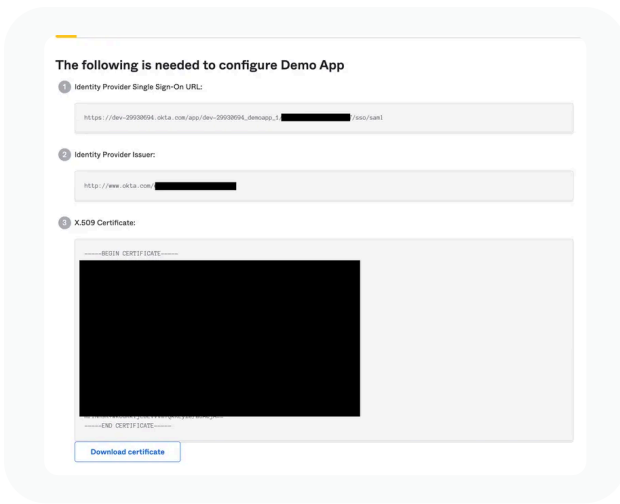 The following is needed to configure Demo App
1 Identity Provider Single Sign-On URL:
https://dev-29930694.okta.com/app/dev-29930694_demoapp_1/ /sso/saml
2 Identity Provider Issuer:
http://www.okta.com/
3 X.509 Certificate:
-----BEGIN CERTIFICATE-----
-----END CERTIFICATE-----
Download certificate